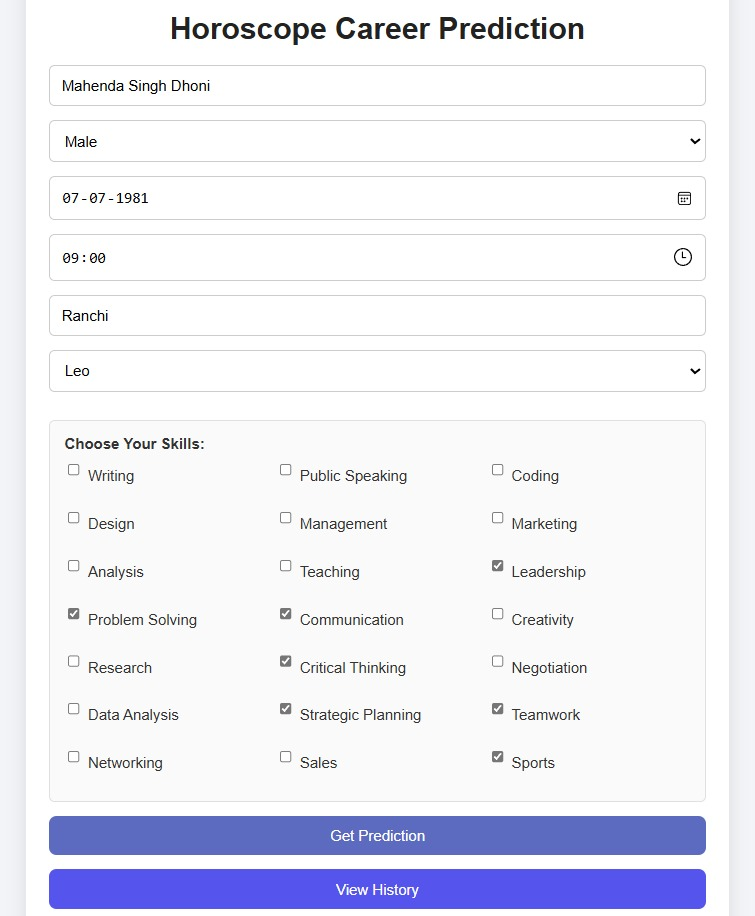 Horoscope Career Prediction
Mahenda Singh Dhoni
Male
07-07-1981
09:00
Ranchi
Leo
Choose Your Skills:
Writing Public Speaking Coding
Design Management Marketing
Analysis Teaching Leadership
Problem Solving Communication Creativity
Research Critical Thinking Negotiation
Data Analysis Strategic Planning Teamwork
Networking Sales Sports
Get Prediction
View History